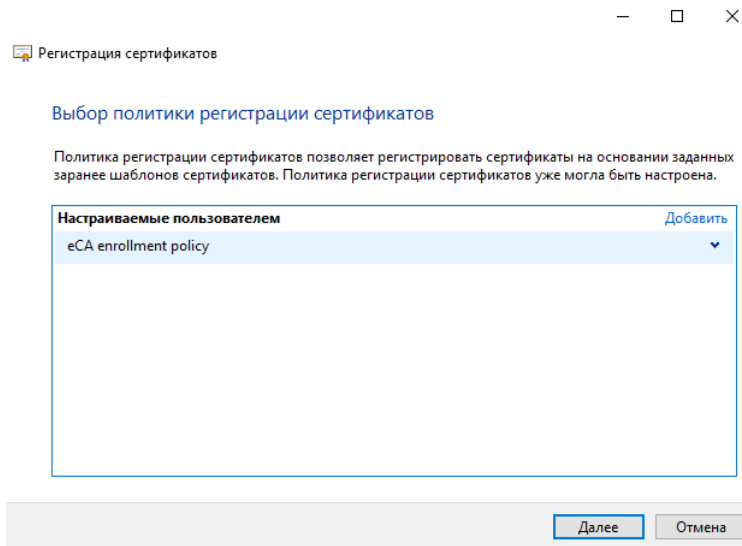 Регистрация сертификатов
Выбор политики регистрации сертификатов
Политика регистрации сертификатов позволяет регистрировать сертификаты на основании заданных
заранее шаблонов сертификатов. Политика регистрации сертификатов уже могла быть настроена.
Настраиваемые пользователем Добавить
eCA enrollment policy
Далее Отмена